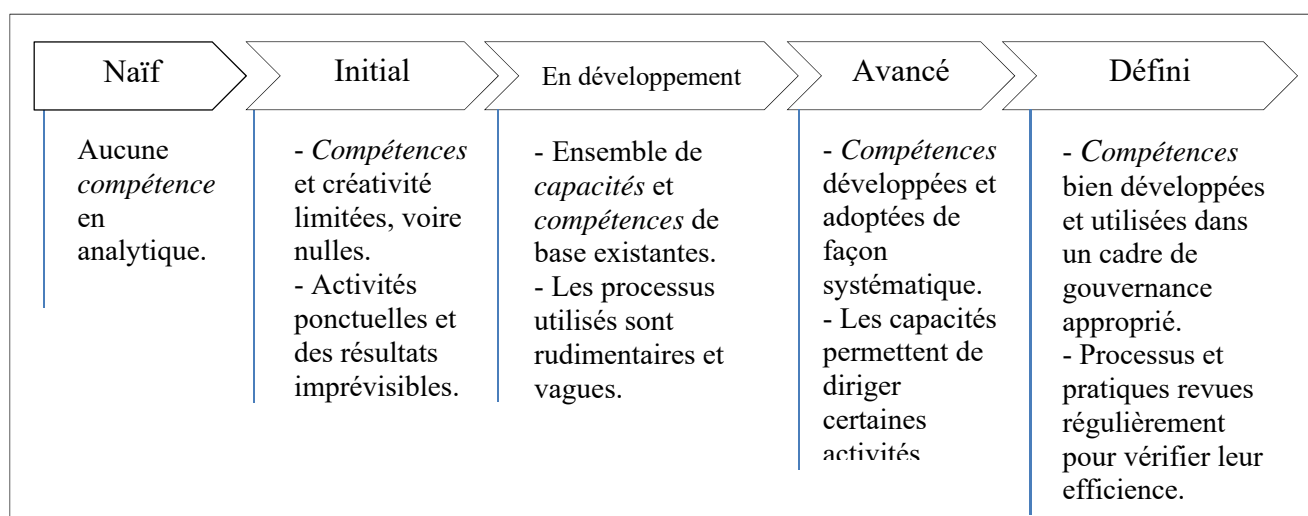 Naïf
Initial
En développement
Avancé
Défini
Aucune
compétence
en
analytique.
- Compétences
et créativité
limitées, voire
nulles.
- Activités
ponctuelles et
des résultats
imprévisibles.
- Ensemble de
capacités et
compétences de
base existantes.
- Les processus
utilisés sont
rudimentaires et
vagues.
- Compétences
développées et
adoptées de
façon
systématique.
- Les capacités
permettent de
diriger
certaines
activités
- Compétences
bien développées
et utilisées dans
un cadre de
gouvernance
approprié.
- Processus et
pratiques revues
régulièrement
pour vérifier leur
efficience.